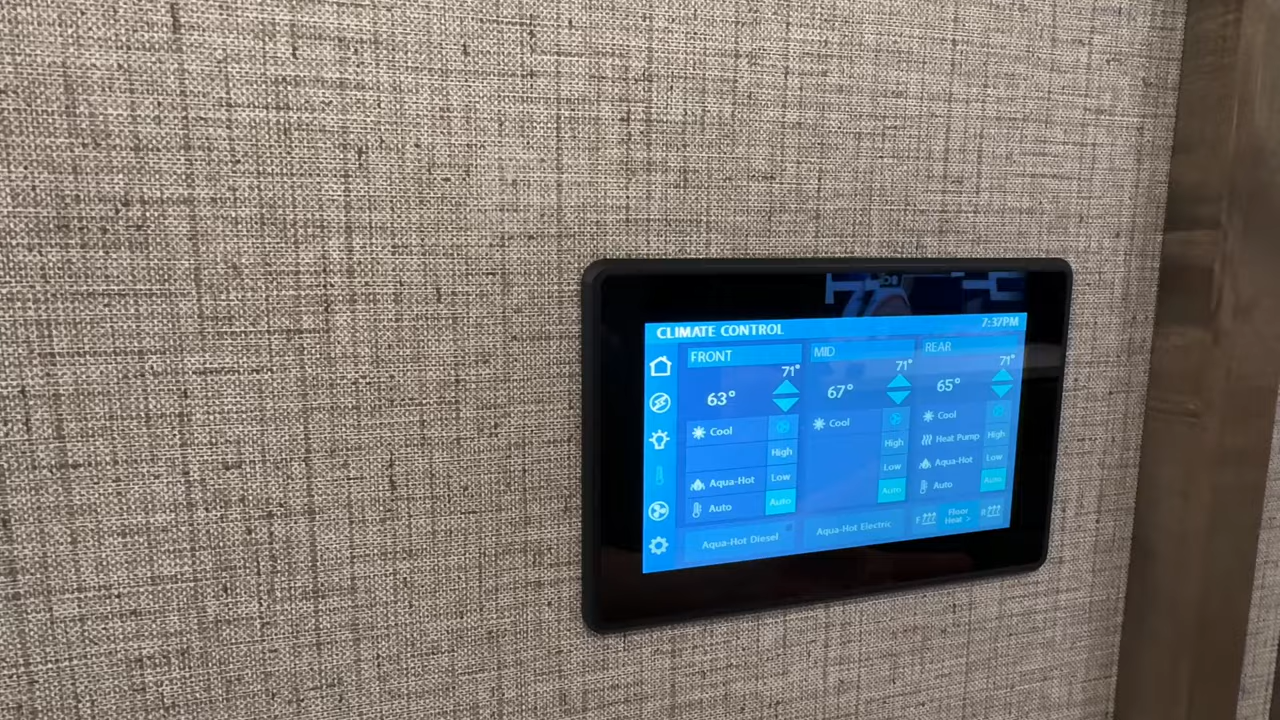 CLIMATE CONTROL 7:37PM
FRONT
71°
63°
Cool
High
Aqua-Hot Low
Auto Auto
MID
71°
67°
Cool
High
Low
Auto
REAR
71°
65°
Cool
Heat Pump High
Aqua-Hot Low
Auto Auto
Aqua-Hot Diesel
Aqua-Hot Electric
F Floor Heat > R